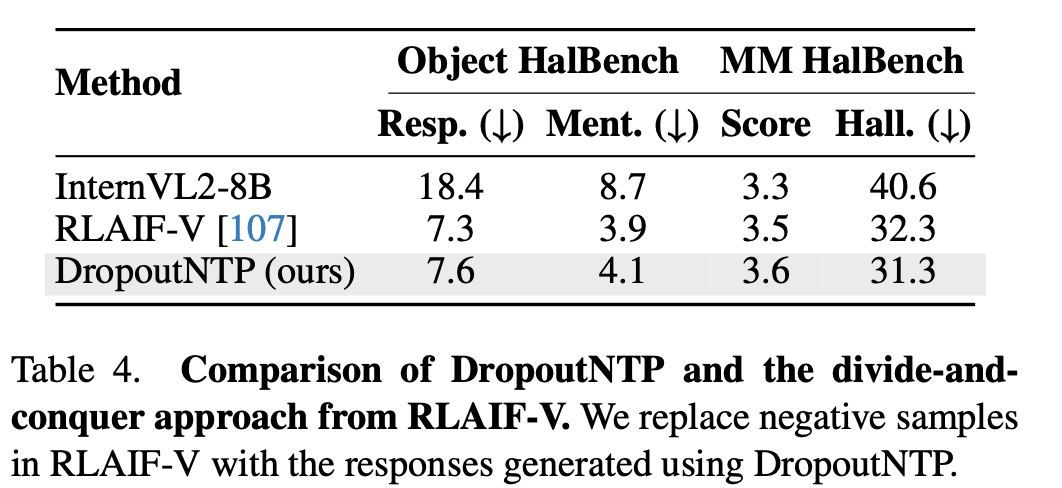 Method Object HalBench MM HalBench
Resp. (↓) Ment. (↓) Score Hall. (↓)
InternVL2-8B 18.4 8.7 3.3 40.6
RLAIF-V [107] 7.3 3.9 3.5 32.3
DropoutNTP (ours) 7.6 4.1 3.6 31.3
Table 4. Comparison of DropoutNTP and the divide-and-
conquer approach from RLAIF-V. We replace negative samples
in RLAIF-V with the responses generated using DropoutNTP.